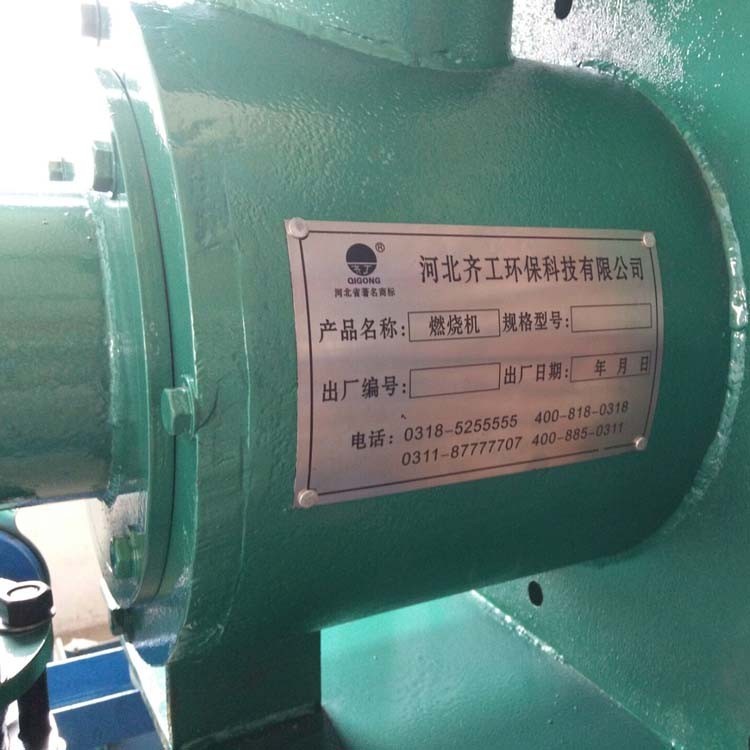 齐工
®
QIGONG
河北省著名商标
河北齐工环保科技有限公司
产品名称: 燃烧机 规格型号:
出厂编号: 出厂日期: 年 月 日
电话: 0318-5255555 400-818-0318
0311-87777707 400-885-0311